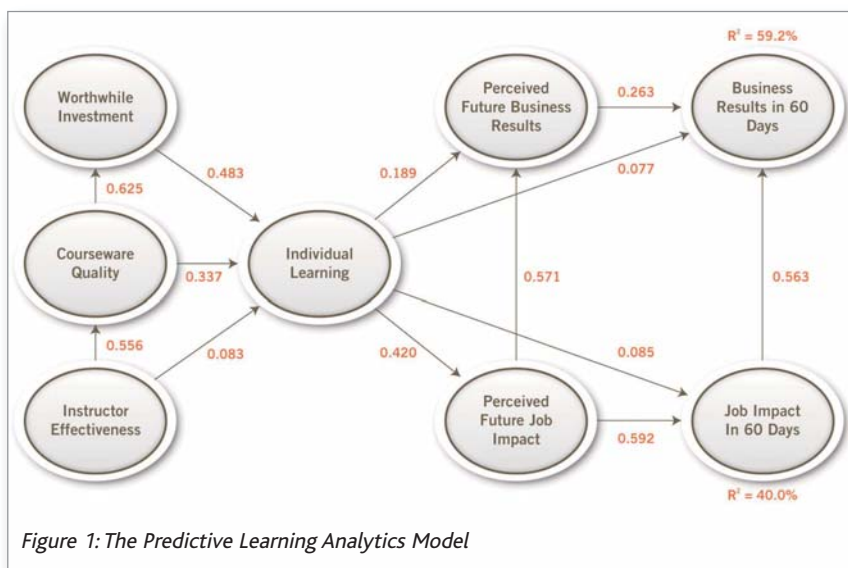 R² = 59.2%
Worthwhile
Investment
Perceived
Future Business
Results
0.263
Business
Results in 60
Days
0.483
0.189
0.077
0.625
Courseware
Quality
0.337
Individual
Learning
0.571
0.563
0.556
0.083
0.420
0.085
Instructor
Effectiveness
Perceived
Future Job
Impact
0.592
Job Impact
In 60 Days
R² = 40.0%
Figure 1: The Predictive Learning Analytics Model